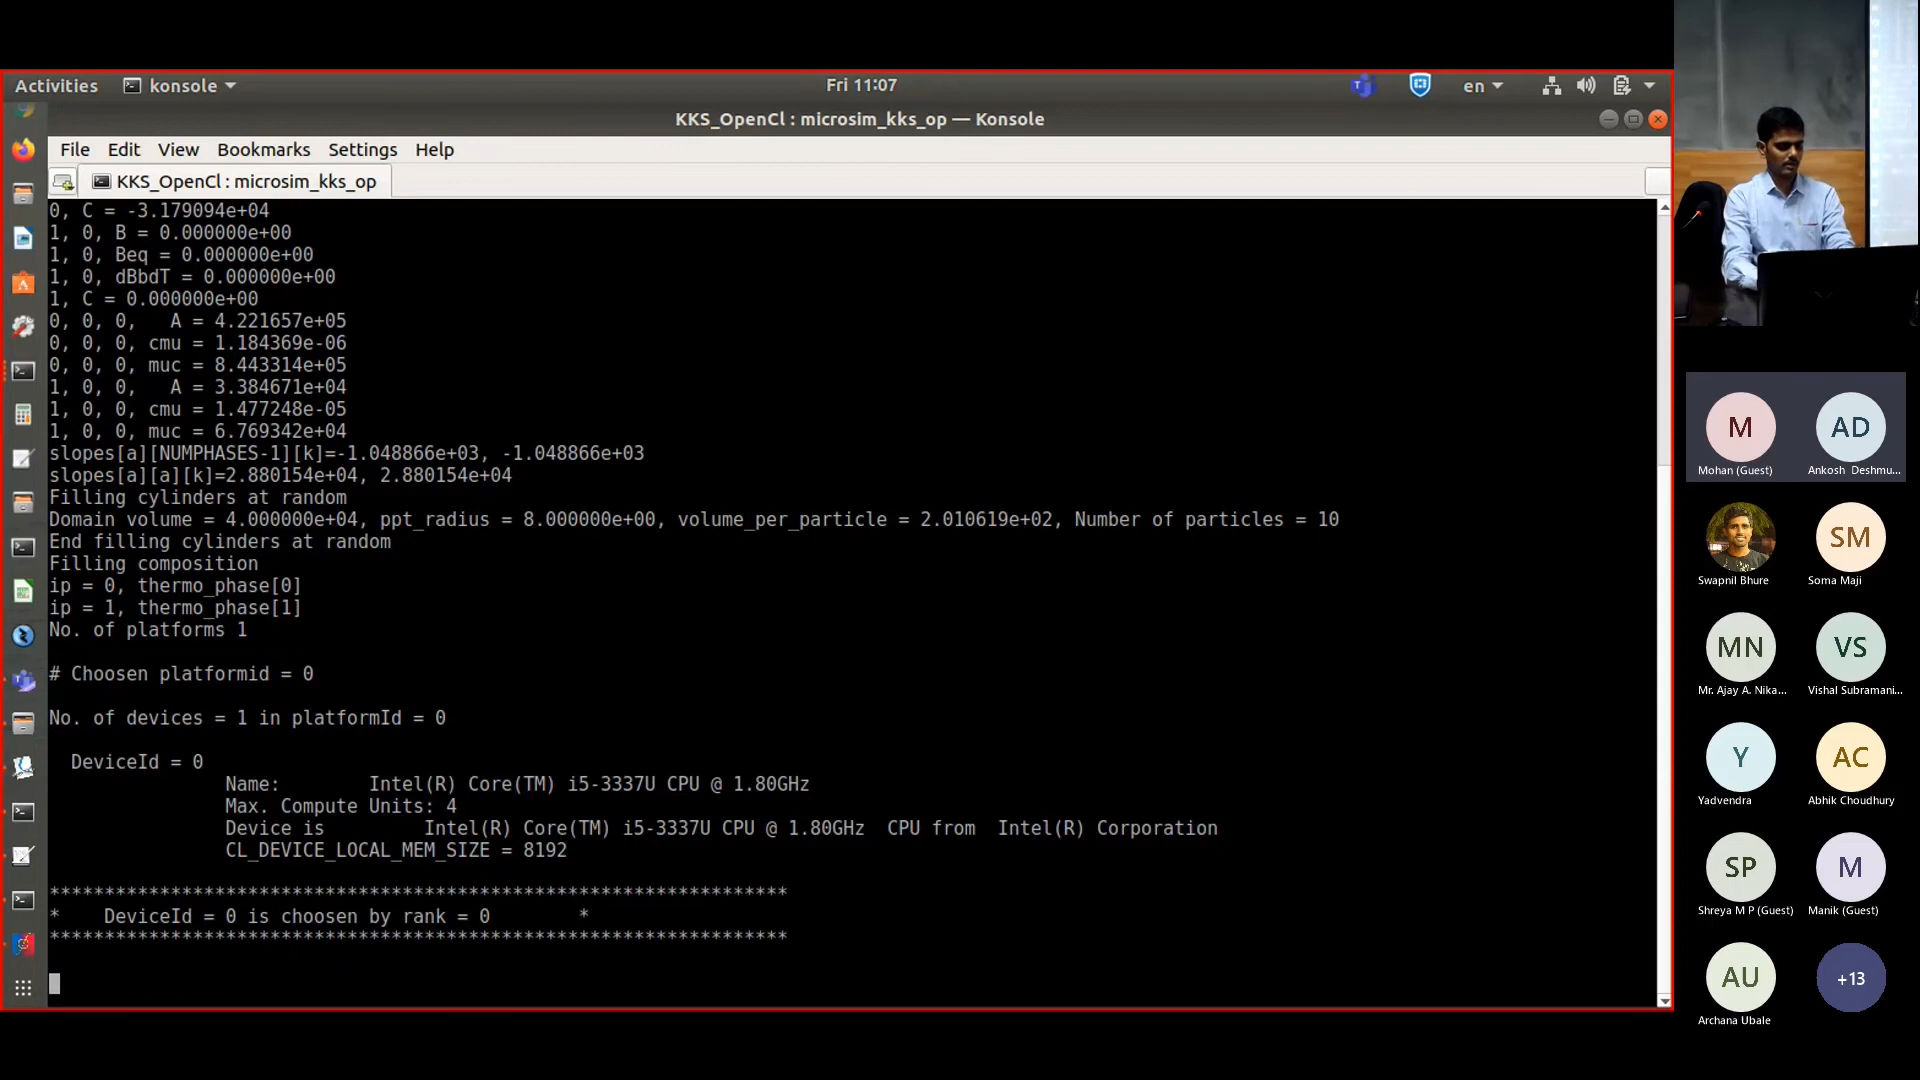 Activities
konsole
Fri 11:07
en
KKS_OpenCl : microsim_kks_op — Konsole
File Edit View Bookmarks Settings Help
KKS_OpenCl : microsim_kks_op
0, C = -3.179094e+04
1, 0, B = 0.000000e+00
1, 0, Beq = 0.000000e+00
1, 0, dBbdT = 0.000000e+00
1, C = 0.000000e+00
0, 0, 0,   A = 4.221657e+05
0, 0, 0, cmu = 1.184369e-06
0, 0, 0, muc = 8.443314e+05
1, 0, 0,   A = 3.384671e+04
1, 0, 0, cmu = 1.477248e-05
1, 0, 0, muc = 6.769342e+04
slopes[a][NUMPHASES-1][k]=-1.048866e+03, -1.048866e+03
slopes[a][a][k]=2.880154e+04, 2.880154e+04
Filling cylinders at random
Domain volume = 4.000000e+04, ppt_radius = 8.000000e+00, volume_per_particle = 2.010619e+02, Number of particles = 10
End filling cylinders at random
Filling composition
ip = 0, thermo_phase[0]
ip = 1, thermo_phase[1]
No. of platforms 1
# Choosen platformid = 0
No. of devices = 1 in platformId = 0
DeviceId = 0
Name: Intel(R) Core(TM) i5-3337U CPU @ 1.80GHz
Max. Compute Units: 4
Device is Intel(R) Core(TM) i5-3337U CPU @ 1.80GHz CPU from Intel(R) Corporation
CL_DEVICE_LOCAL_MEM_SIZE = 8192
*******************************************************************
* DeviceId = 0 is choosen by rank = 0 *
*******************************************************************
M
Mohan (Guest)
AD
Ankosh Deshmu...
Swapnil Bhure
SM
Soma Maji
MN
Mr. Ajay A. Nika...
VS
Vishal Subramani...
Y
Yadvendra
AC
Abhik Choudhury
SP
Shreya M P (Guest)
M
Manik (Guest)
AU
Archana Ubale
+13